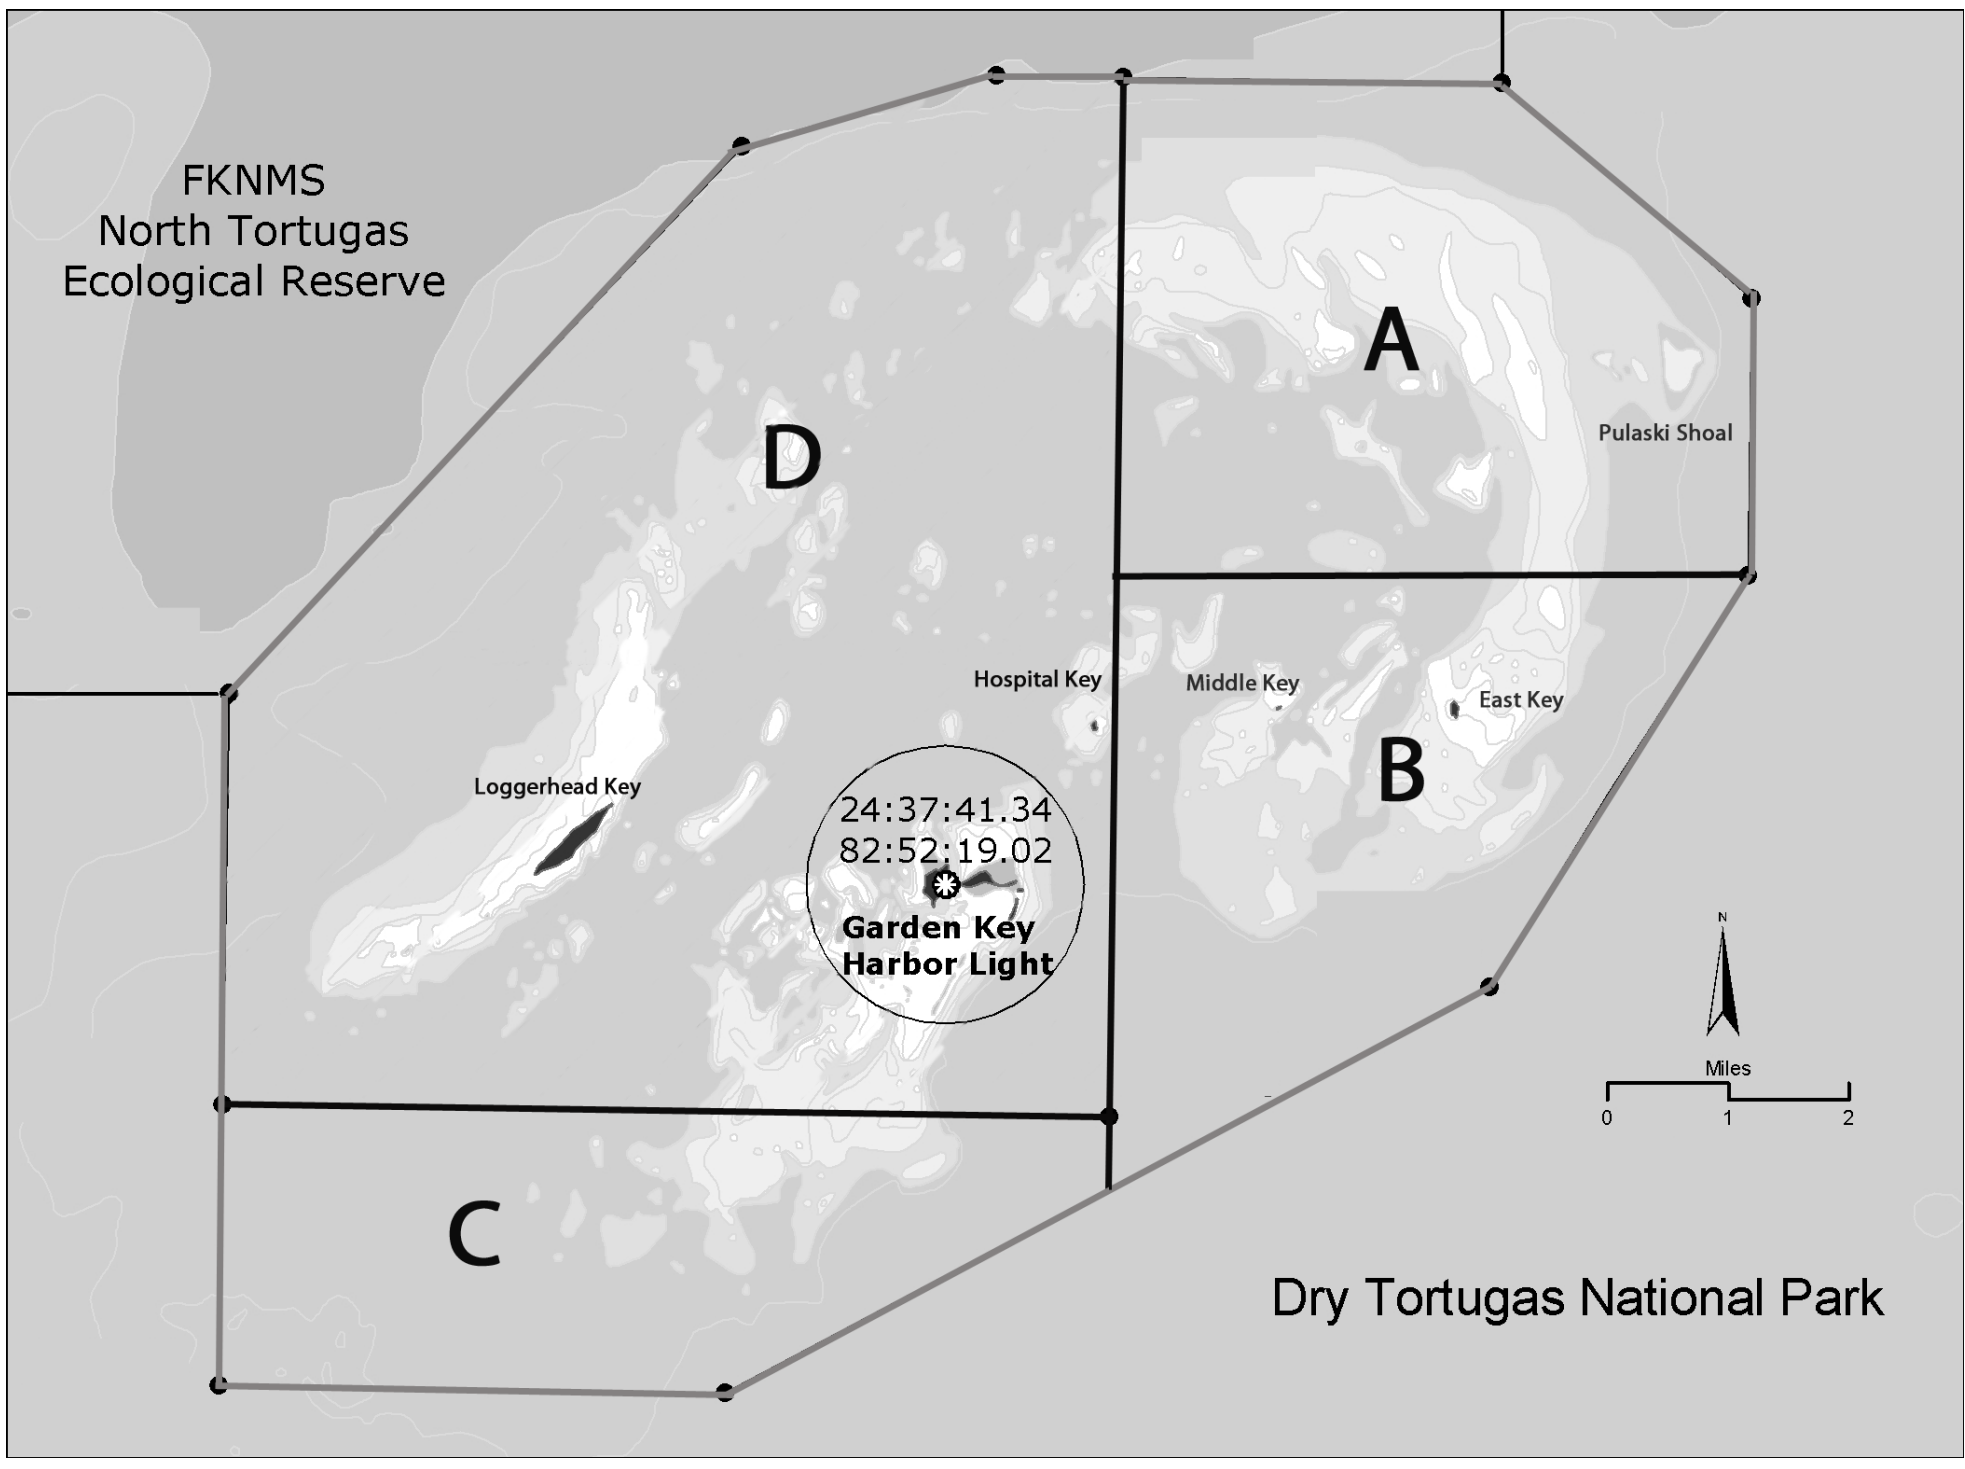 FKNMS
North Tortugas
Ecological Reserve
A
Pulaski Shoal
D
Hospital Key
Middle Key
East Key
B
Loggerhead Key
24:37:41.34
82:52:19.02
Garden Key
Harbor Light
N
Miles
0 1 2
C
Dry Tortugas National Park